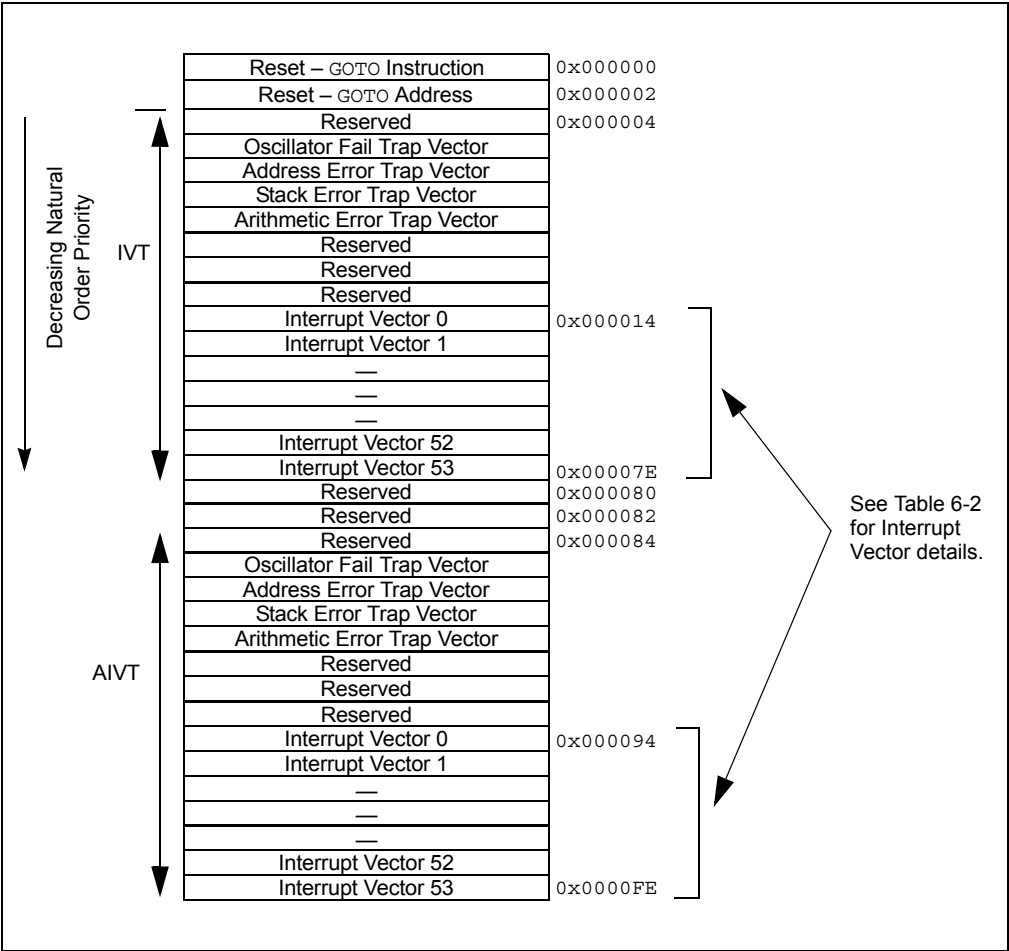 Reset – GOTO Instruction 0x000000
Reset – GOTO Address 0x000002
Reserved 0x000004
Oscillator Fail Trap Vector
Address Error Trap Vector
Stack Error Trap Vector
Arithmetic Error Trap Vector
Reserved
Reserved
Reserved
Interrupt Vector 0 0x000014
Interrupt Vector 1
—
—
—
Interrupt Vector 52
Interrupt Vector 53 0x00007E
Reserved 0x000080
Reserved 0x000082
Reserved 0x000084
Oscillator Fail Trap Vector
Address Error Trap Vector
Stack Error Trap Vector
Arithmetic Error Trap Vector
Reserved
Reserved
Reserved
Interrupt Vector 0 0x000094
Interrupt Vector 1
—
—
—
Interrupt Vector 52
Interrupt Vector 53 0x0000FE
Decreasing Natural
Order Priority
IVT
AIVT
See Table 6-2
for Interrupt
Vector details.